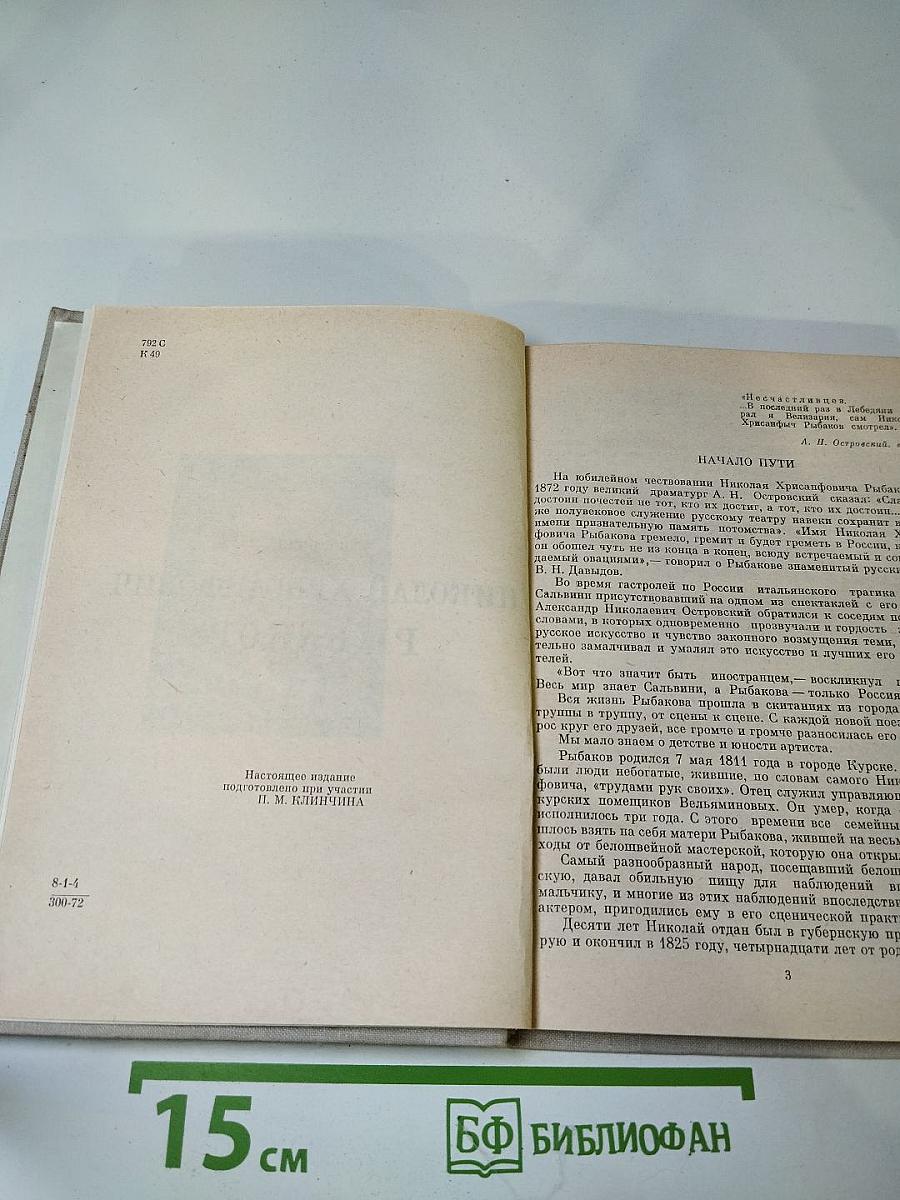 792 С
К 49
Настоящее издание
подготовлено при участии
П. М. КЛИНЧИНА
8-1-4
300-72
«Несчастливцев.
...В последний раз в Лебедяни
рал я Велизария, сам Нико
Хрисанфыч Рыбаков смотрел».
А. Н. Островский. «
НАЧАЛО ПУТИ
На юбилейном чествовании Николая Хрисанфовича Рыбак
1872 году великий драматург А. Н. Островский сказал: «Сла
достоин почестей не тот, кто их достиг, а тот, кто их достоин...
же полувековое служение русскому театру навеки сохранит в
имени признательную память потомства». «Имя Николая Х
фовича Рыбакова гремело, гремит и будет греметь в России,
он обошел чуть не из конца в конец, всюду встречаемый и со
даемый овациями»,— говорил о Рыбакове знаменитый русски
В. Н. Давыдов.
Во время гастролей по России итальянского трагика
Сальвини присутствовавший на одном из спектаклей с его
Александр Николаевич Островский обратился к соседям по
словами, в которых одновременно прозвучали и гордость
русское искусство и чувство законного возмущения теми,
тельно замалчивал и умалял это искусство и лучших его
телей.
«Вот что значит быть иностранцем,— воскликнул
Весь мир знает Сальвини, а Рыбакова — только Россия
Вся жизнь Рыбакова прошла в скитаниях из города
труппы в труппу, от сцены к сцене. С каждой новой поез
рос круг его друзей, все громче и громче разносилась его
Мы мало знаем о детстве и юности артиста.
Рыбаков родился 7 мая 1811 года в городе Курске.
были люди небогатые, жившие, по словам самого Ник
фовича, «трудами рук своих». Отец служил управляющ
курских помещиков Вельяминовых. Он умер, когда
исполнилось три года. С этого времени все семейны
шлось взять на себя матери Рыбакова, жившей на весьм
ходы от белошвейной мастерской, которую она открыл
Самый разнообразный народ, посещавший белош
скую, давал обильную пищу для наблюдений вп
мальчику, и многие из этих наблюдений впоследстви
актером, пригодились ему в его сценической практ
Десяти лет Николай отдан был в губернскую пр
рую и окончил в 1825 году, четырнадцати лет от род
3
15 см
БФ БИБЛИОФАН